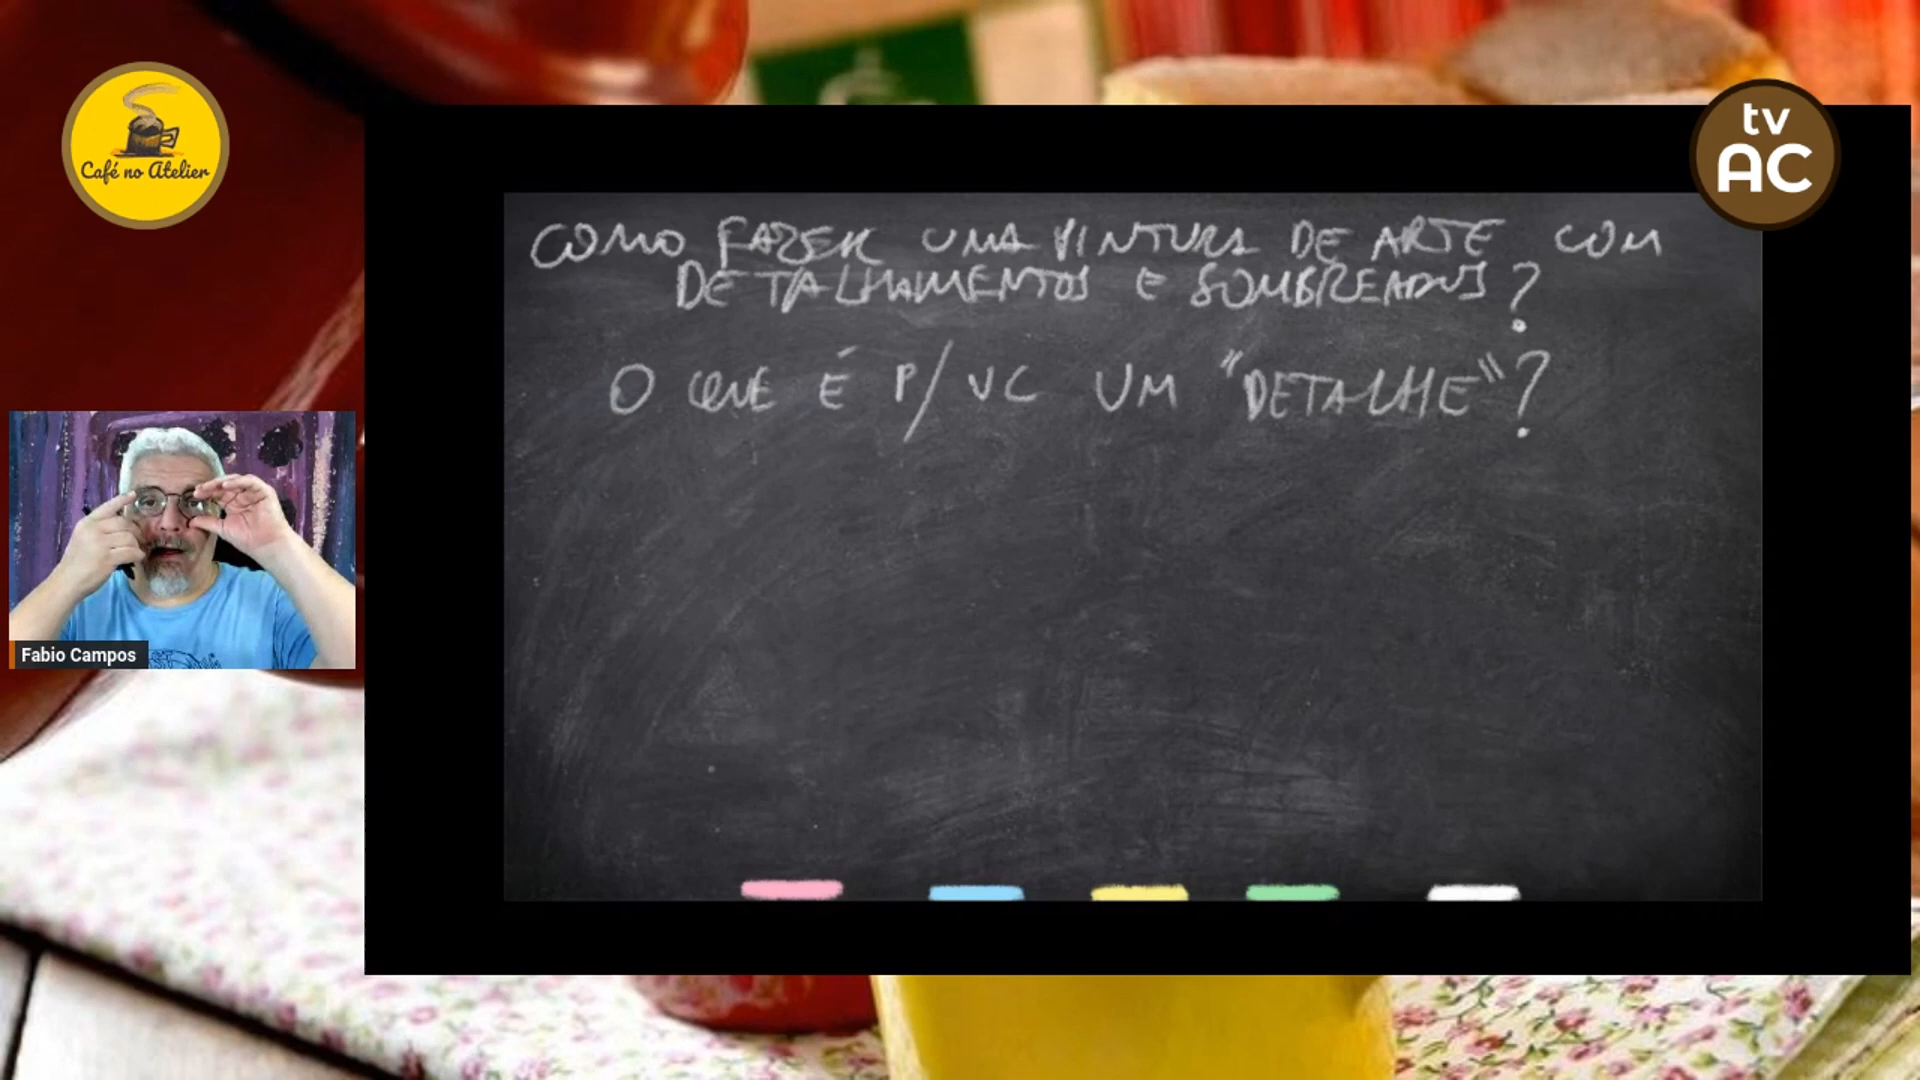 Café no Atelier
tv
AC
COMO FAZER UMA PINTURA DE ARTE COM
DETALHAMENTOS E SOMBREADOS?
O QUE É P/ VC UM "DETALHE"?
Fabio Campos